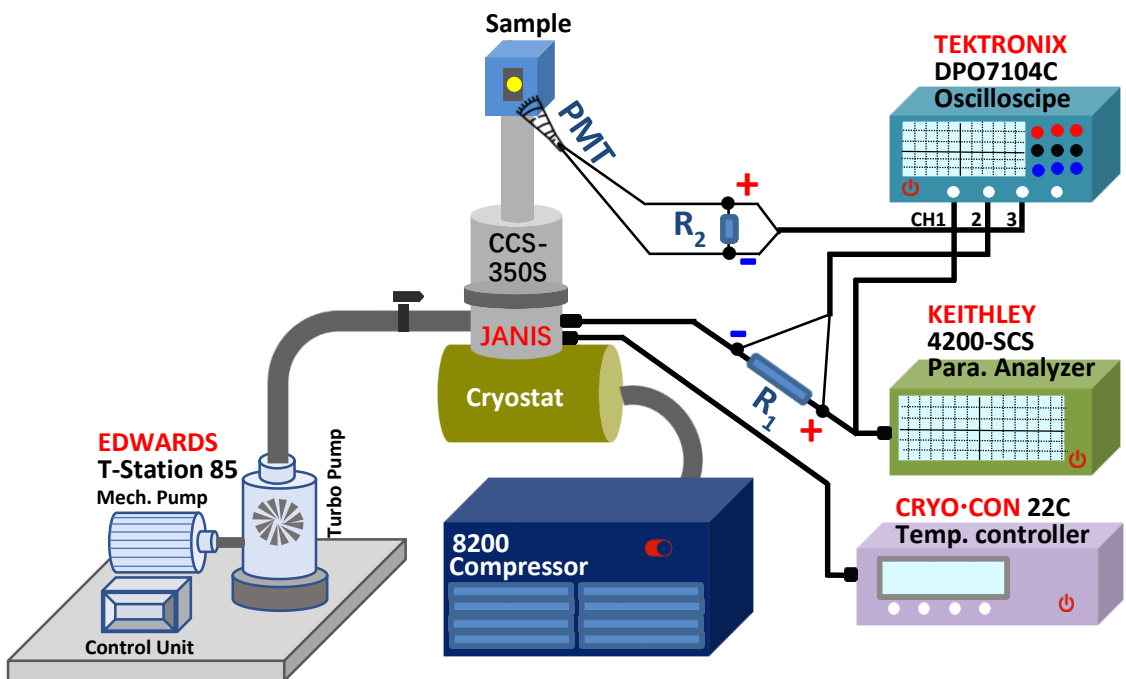 Sample
TEKTRONIX
DPO7104C
Oscilloscipe
PMT
+
R2
-
CH1 2 3
CCS-
350S
JANIS
-
R1
+
KEITHLEY
4200-SCS
Para. Analyzer
Cryostat
EDWARDS
T-Station 85
Mech. Pump
Turbo Pump
Control Unit
8200
Compressor
CRYO·CON 22C
Temp. controller